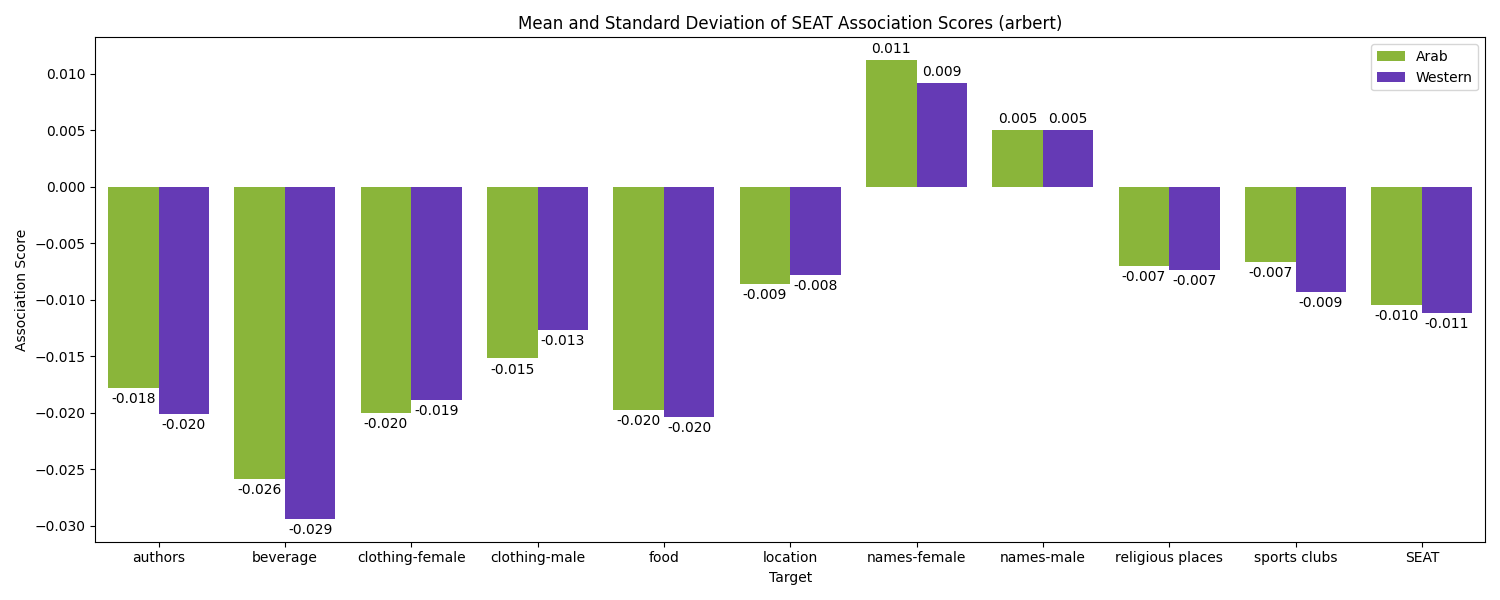 Mean and Standard Deviation of SEAT Association Scores (arbert)
Arab
Western
Association Score
0.010
0.005
0.000
−0.005
−0.010
−0.015
−0.020
−0.025
−0.030
-0.018
-0.020
-0.026
-0.029
-0.020
-0.019
-0.015
-0.013
-0.020
-0.020
-0.009
-0.008
0.011
0.009
0.005
0.005
-0.007
-0.007
-0.007
-0.009
-0.010
-0.011
authors
beverage
clothing-female
clothing-male
food
location
names-female
names-male
religious places
sports clubs
SEAT
Target